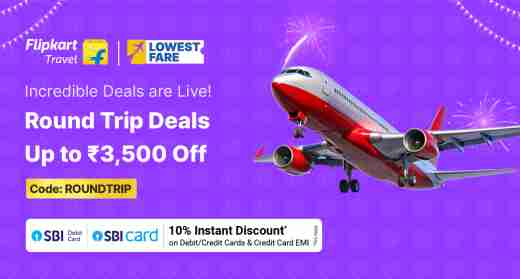 Flipkart
Travel
LOWEST
FARE
Incredible Deals are Live!
Round Trip Deals
Up to ₹3,500 Off
Code: ROUNDTRIP
SBI Debit Card
SBI card
10% Instant Discount*
on Debit/Credit Cards & Credit Card EMI